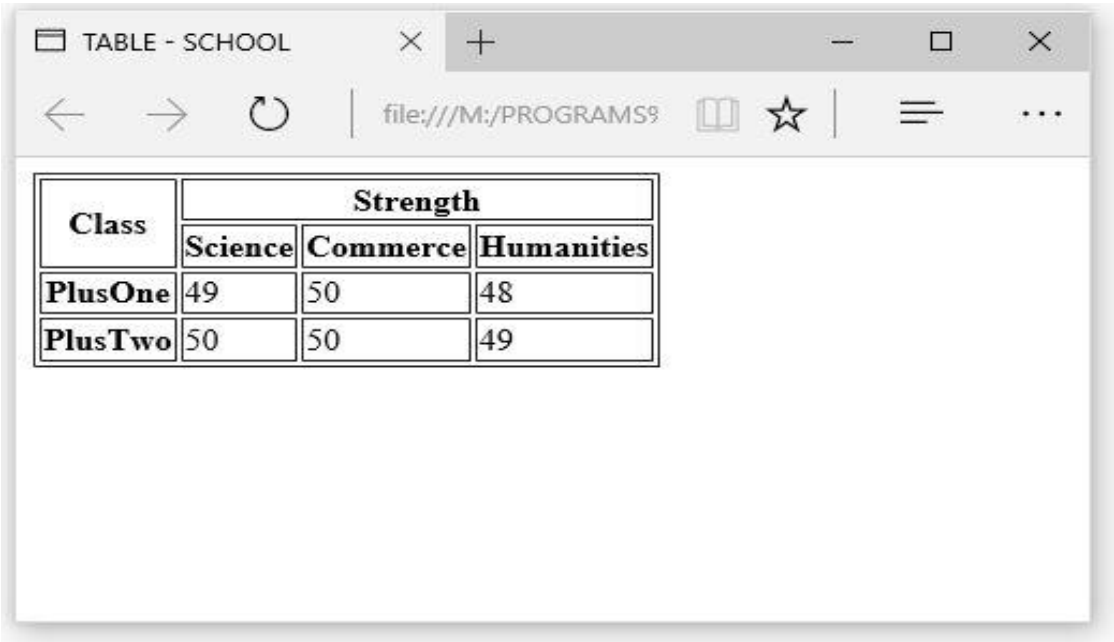 TABLE - SCHOOL
file:///M:/PROGRAMS9
Class Strength
Science Commerce Humanities
PlusOne 49 50 48
PlusTwo 50 50 49